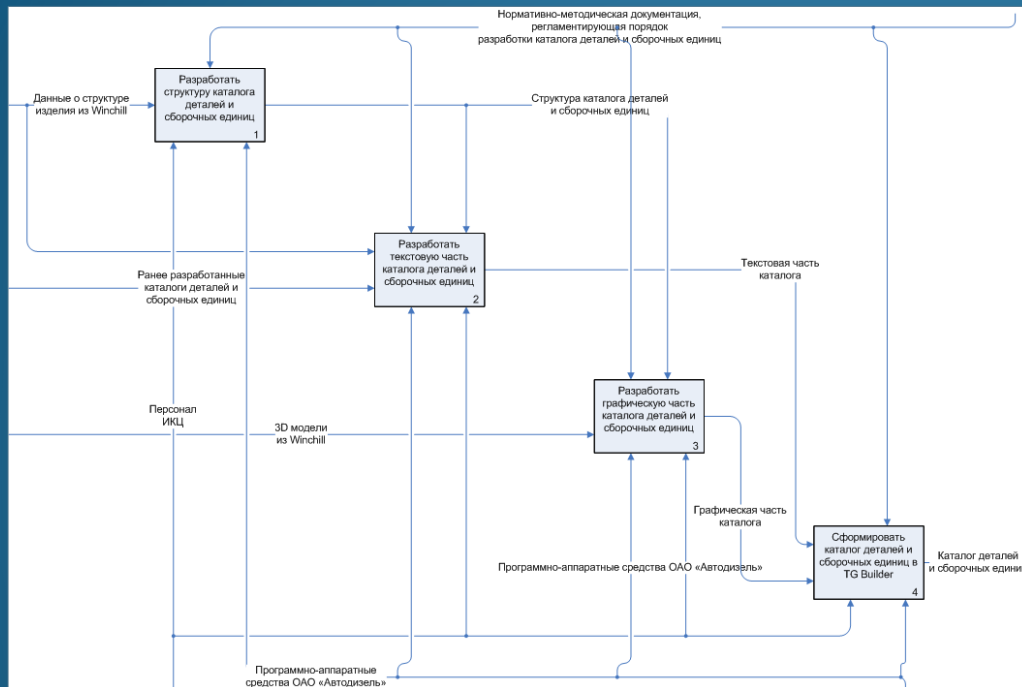 Нормативно-методическая документация,
регламентирующая порядок
разработки каталога деталей и сборочных единиц
Разработать
структуру каталога
деталей и
сборочных единиц
1
Данные о структуре
изделия из Winchill
Структура каталога деталей
и сборочных единиц
Разработать
текстовую часть
каталога деталей и
сборочных единиц
2
Ранее разработанные
каталоги деталей и
сборочных единиц
Текстовая часть
каталога
Разработать
графическую часть
каталога деталей и
сборочных единиц
3
Персонал
ИКЦ
3D модели
из Winchill
Графическая часть
каталога
Сформировать
каталог деталей и
сборочных единиц в
TG Builder
4
Каталог деталей
и сборочных едини
Программно-аппаратные средства ОАО «Автодизель»
Программно-аппаратные
средства ОАО «Автодизель»